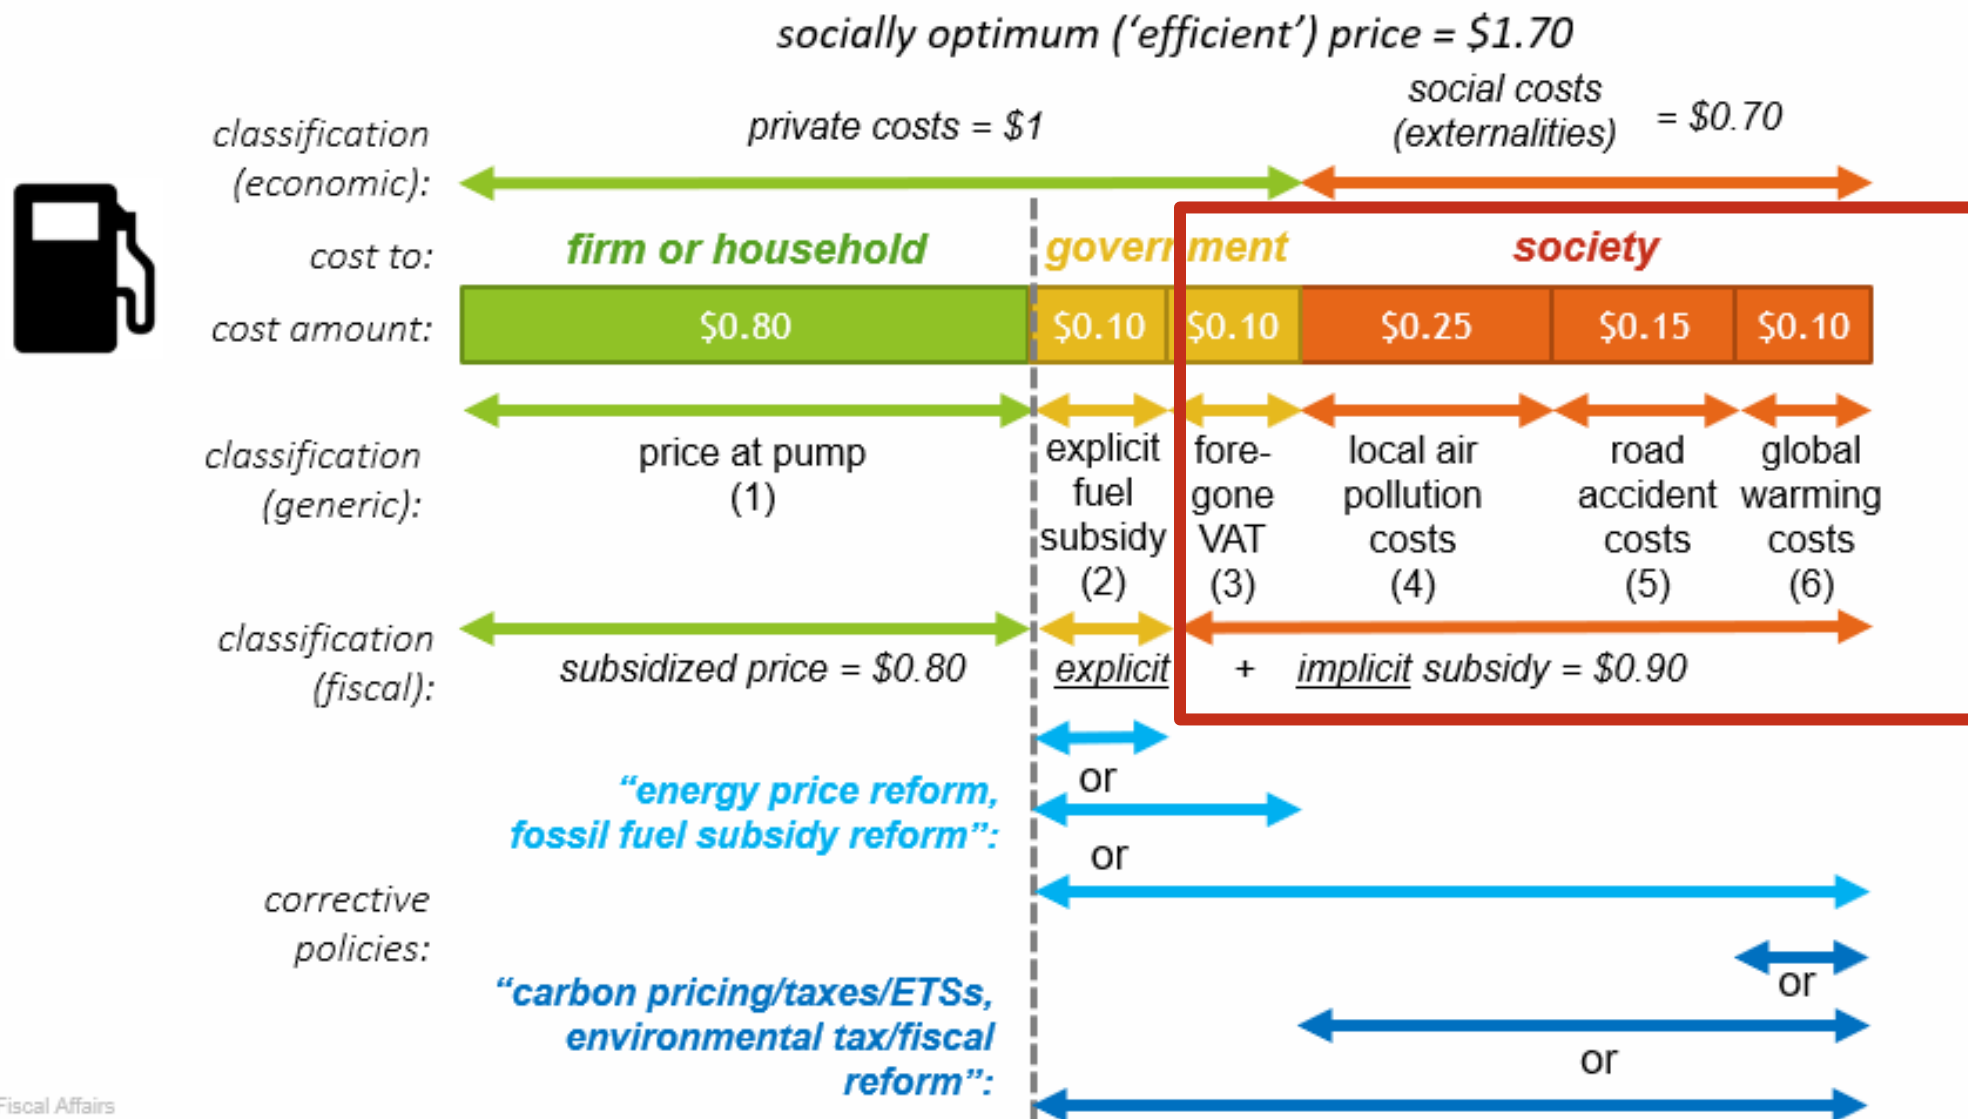 socially optimum (‘efficient’) price = $1.70
classification
(economic):
private costs = $1
social costs
(externalities)
= $0.70
cost to:
firm or household
government
society
cost amount:
$0.80
$0.10
$0.10
$0.25
$0.15
$0.10
classification
(generic):
price at pump
(1)
explicit
fuel
subsidy
(2)
fore-
gone
VAT
(3)
local air
pollution
costs
(4)
road
accident
costs
(5)
global
warming
costs
(6)
classification
(fiscal):
subsidized price = $0.80
explicit + implicit subsidy = $0.90
corrective
policies:
“energy price reform,
fossil fuel subsidy reform”:
or
or
“carbon pricing/taxes/ETSs,
environmental tax/fiscal
reform”:
or
or
Fiscal Affairs